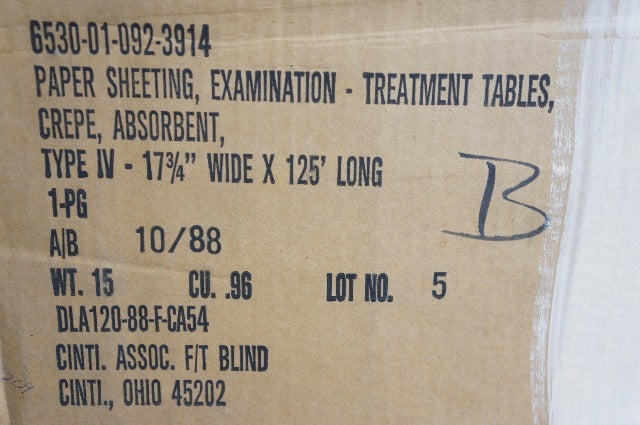 6530-01-092-3914
PAPER SHEETING, EXAMINATION - TREATMENT TABLES,
CREPE, ABSORBENT,
TYPE IV - 17¾" WIDE X 125' LONG
1-PG
A/B 10/88
WT. 15 CU. .96 LOT NO. 5
DLA120-88-F-CA54
CINTI. ASSOC. F/T BLIND
CINTI., OHIO 45202
B